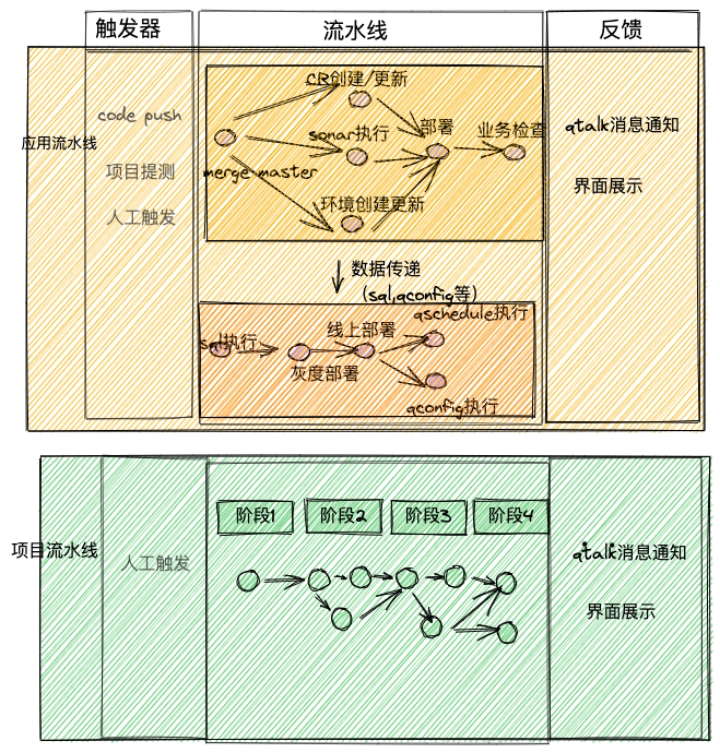 触发器
流水线
反馈
应用流水线
code push
项目提测
人工触发
CR创建/更新
sonar执行
merge master
环境创建更新
部署
业务检查
qtalk消息通知
界面展示
数据传递
(sql,qconfig等)
sql执行
灰度部署
线上部署
qschedule执行
qconfig执行
项目流水线
人工触发
阶段1
阶段2
阶段3
阶段4
qtalk消息通知
界面展示